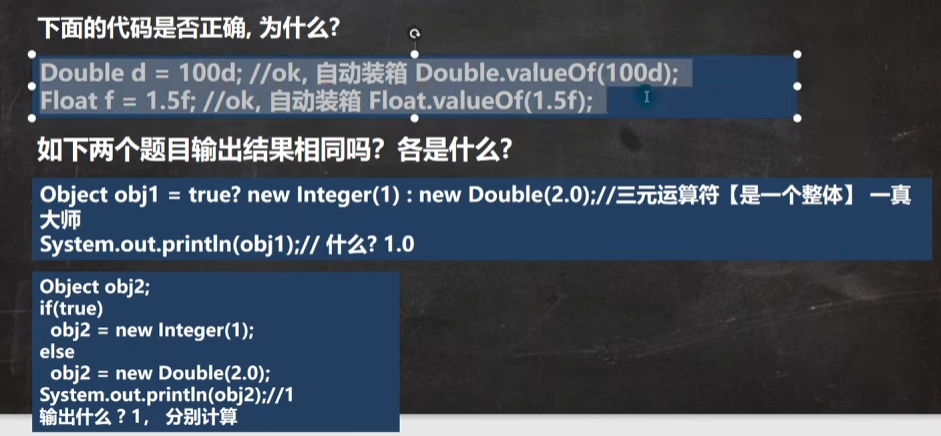 下面的代码是否正确, 为什么?
Double d = 100d; //ok, 自动装箱 Double.valueOf(100d);
Float f = 1.5f; //ok, 自动装箱 Float.valueOf(1.5f);
如下两个题目输出结果相同吗？各是什么?
Object obj1 = true? new Integer(1) : new Double(2.0);//三元运算符【是一个整体】 一真
大师
System.out.println(obj1);// 什么? 1.0
Object obj2;
if(true)
obj2 = new Integer(1);
else
obj2 = new Double(2.0);
System.out.println(obj2);//1
输出什么 ? 1， 分别计算